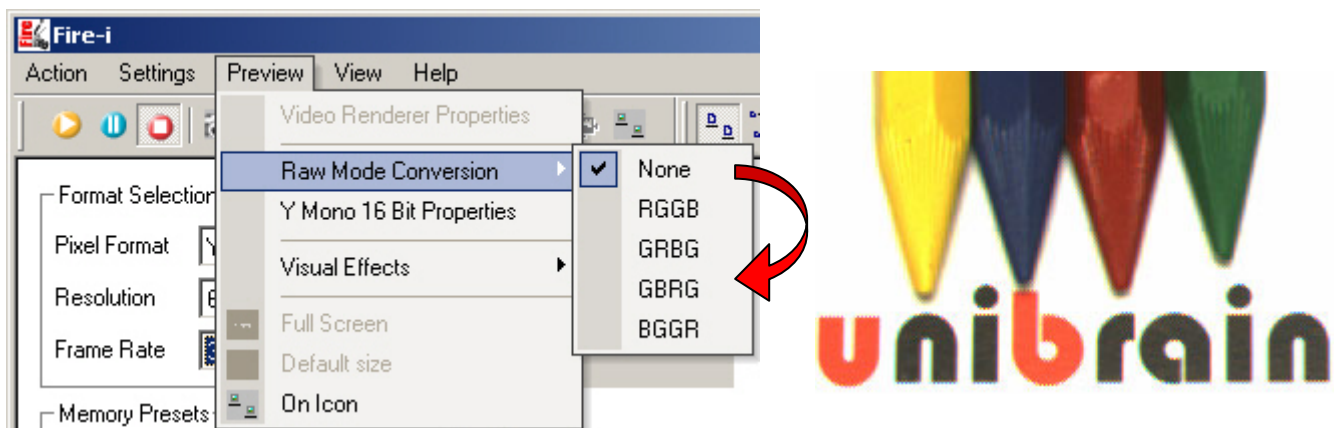 Fire-i
Action Settings Preview View Help
Video Renderer Properties
Raw Mode Conversion
Y Mono 16 Bit Properties
Visual Effects
Full Screen
Default size
On Icon
None
RGGB
GRBG
GBRG
BGGR
Format Selection
Pixel Format
Resolution
Frame Rate
Memory Presets
unibrain